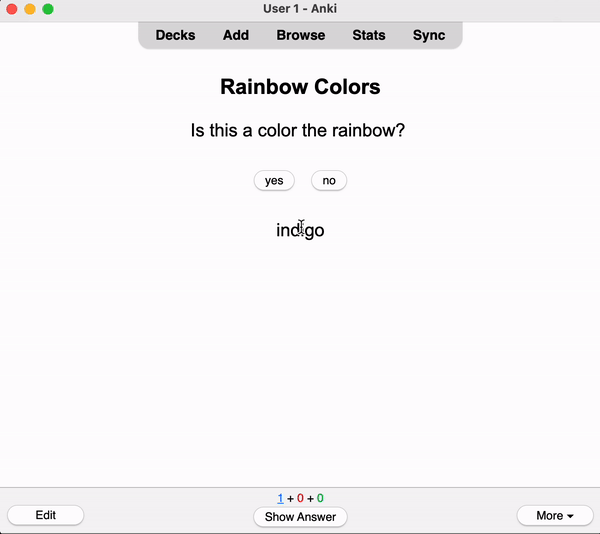 User 1 - Anki
Decks Add Browse Stats Sync
Rainbow Colors
Is this a color the rainbow?
yes no
indigo
1 + 0 + 0
Edit Show Answer More